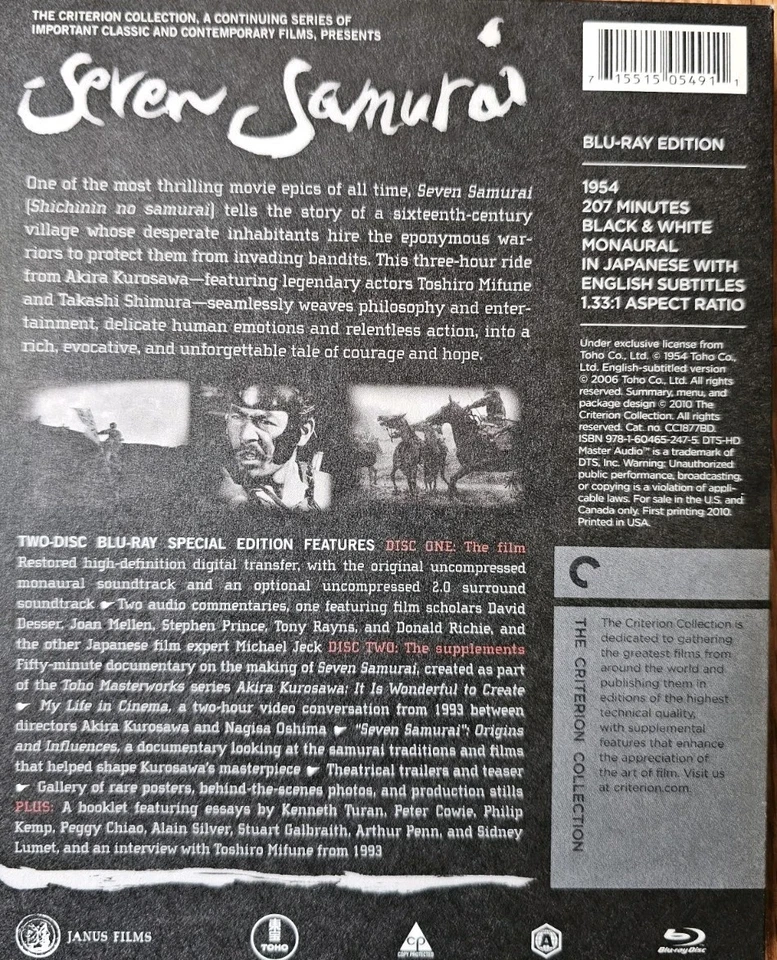 THE CRITERION COLLECTION, A CONTINUING SERIES OF
IMPORTANT CLASSIC AND CONTEMPORARY FILMS, PRESENTS
Seven Samurai
One of the most thrilling movie epics of all time, Seven Samurai
(Shichinin no samurai) tells the story of a sixteenth-century
village whose desperate inhabitants hire the eponymous war-
riors to protect them from invading bandits. This three-hour ride
from Akira Kurosawa—featuring legendary actors Toshiro Mifune
and Takashi Shimura—seamlessly weaves philosophy and enter-
tainment, delicate human emotions and relentless action, into a
rich, evocative, and unforgettable tale of courage and hope.
TWO-DISC BLU-RAY SPECIAL EDITION FEATURES DISC ONE: The film
Restored high-definition digital transfer, with the original uncompressed
monaural soundtrack and an optional uncompressed 2.0 surround
soundtrack ☛ Two audio commentaries, one featuring film scholars David
Desser, Joan Mellen, Stephen Prince, Tony Rayns, and Donald Richie, and
the other Japanese film expert Michael Jeck DISC TWO: The supplements
Fifty-minute documentary on the making of Seven Samurai, created as part
of the Toho Masterworks series Akira Kurosawa: It Is Wonderful to Create
☛ My Life in Cinema, a two-hour video conversation from 1993 between
directors Akira Kurosawa and Nagisa Oshima ☛ "Seven Samurai": Origins
and Influences, a documentary looking at the samurai traditions and films
that helped shape Kurosawa's masterpiece ☛ Theatrical trailers and teaser
☛ Gallery of rare posters, behind-the-scenes photos, and production stills
PLUS: A booklet featuring essays by Kenneth Turan, Peter Cowie, Philip
Kemp, Peggy Chiao, Alain Silver, Stuart Galbraith, Arthur Penn, and Sidney
Lumet, and an interview with Toshiro Mifune from 1993
7 15515 05491 1
BLU-RAY EDITION
1954
207 MINUTES
BLACK & WHITE
MONAURAL
IN JAPANESE WITH
ENGLISH SUBTITLES
1.33:1 ASPECT RATIO
Under exclusive license from
Toho Co., Ltd. © 1954 Toho Co.,
Ltd. English-subtitled version
© 2006 Toho Co., Ltd. All rights
reserved. Summary, menu, and
package design © 2010 The
Criterion Collection. All rights
reserved. Cat. no. CC1877BD.
ISBN 978-1-60465-247-5. DTS-HD
Master Audio™ is a trademark of
DTS, Inc. Warning: Unauthorized
public performance, broadcasting,
or copying is a violation of appli-
cable laws. For sale in the U.S. and
Canada only. First printing 2010.
Printed in USA.
THE CRITERION COLLECTION
The Criterion Collection is
dedicated to gathering
the greatest films from
around the world and
publishing them in
editions of the highest
technical quality,
with supplemental
features that enhance
the appreciation of
the art of film. Visit us
at criterion.com.
JANUS FILMS
東宝
TOHO
CP
COPY PROTECTED
A
Blu-ray Disc